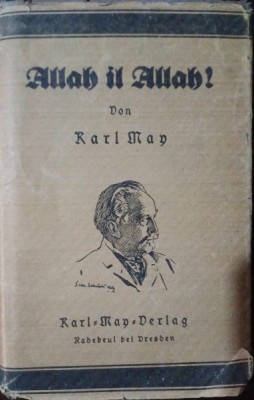 Allah il Allah!
Von
Karl May
Karl-May-Verlag
Radebeul bei Dresden